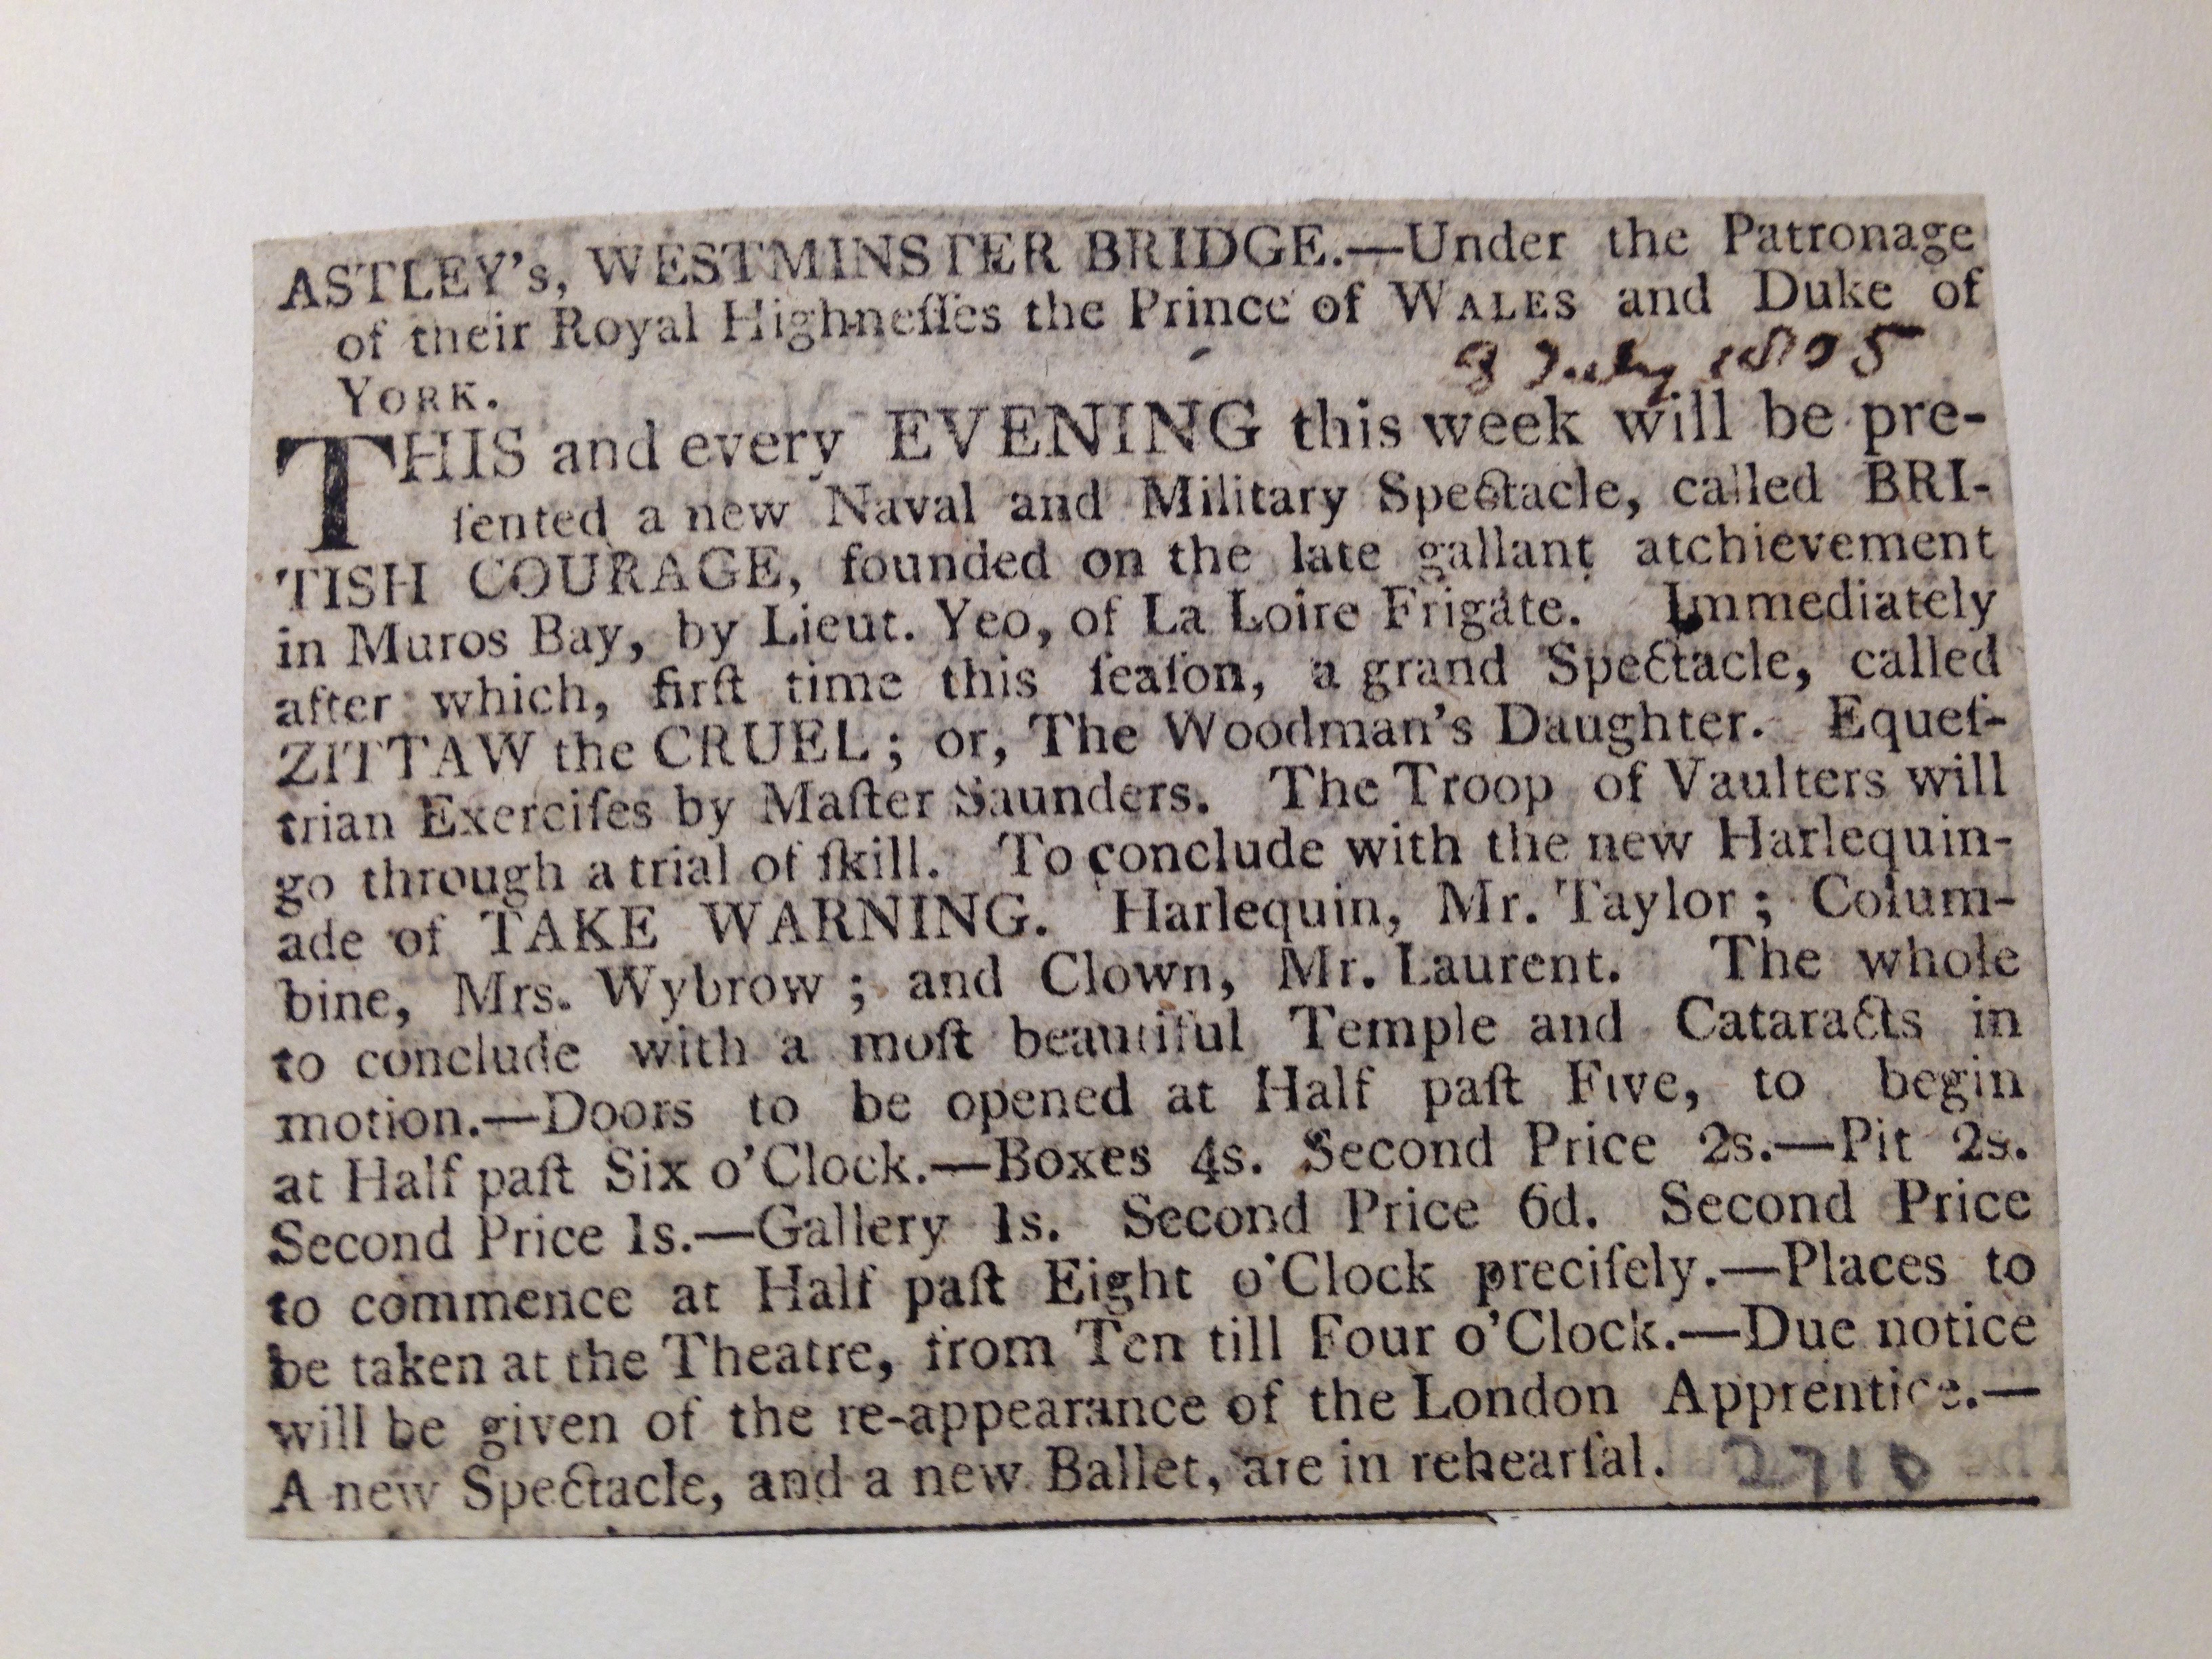 ASTLEY's, WESTMINSTER BRIDGE.—Under the Patronage
of their Royal Highneſſes the Prince of WALES and Duke of
YORK.
8 July 1805
THIS and every EVENING this week will be pre-
ſented a new Naval and Military Spectacle, called BRI-
TISH COURAGE, founded on the late gallant atchievement
in Muros Bay, by Lieut. Yeo, of La Loire Frigate. Immediately
after which, firſt time this ſeaſon, a grand Spectacle, called
ZITTAW the CRUEL; or, The Woodman's Daughter. Equeſ-
trian Exerciſes by Maſter Saunders. The Troop of Vaulters will
go through a trial of ſkill. To conclude with the new Harlequin-
ade of TAKE WARNING. Harlequin, Mr. Taylor; Colum-
bine, Mrs. Wybrow; and Clown, Mr. Laurent. The whole
to conclude with a moſt beautiful Temple and Cataracts in
motion.—Doors to be opened at Half paſt Five, to begin
at Half paſt Six o'Clock.—Boxes 4s. Second Price 2s.—Pit 2s.
Second Price 1s.—Gallery 1s. Second Price 6d. Second Price
to commence at Half paſt Eight o'Clock preciſely.—Places to
be taken at the Theatre, from Ten till Four o'Clock.—Due notice
will be given of the re-appearance of the London Apprentice.—
A new Spectacle, and a new Ballet, are in rehearſal. 2710